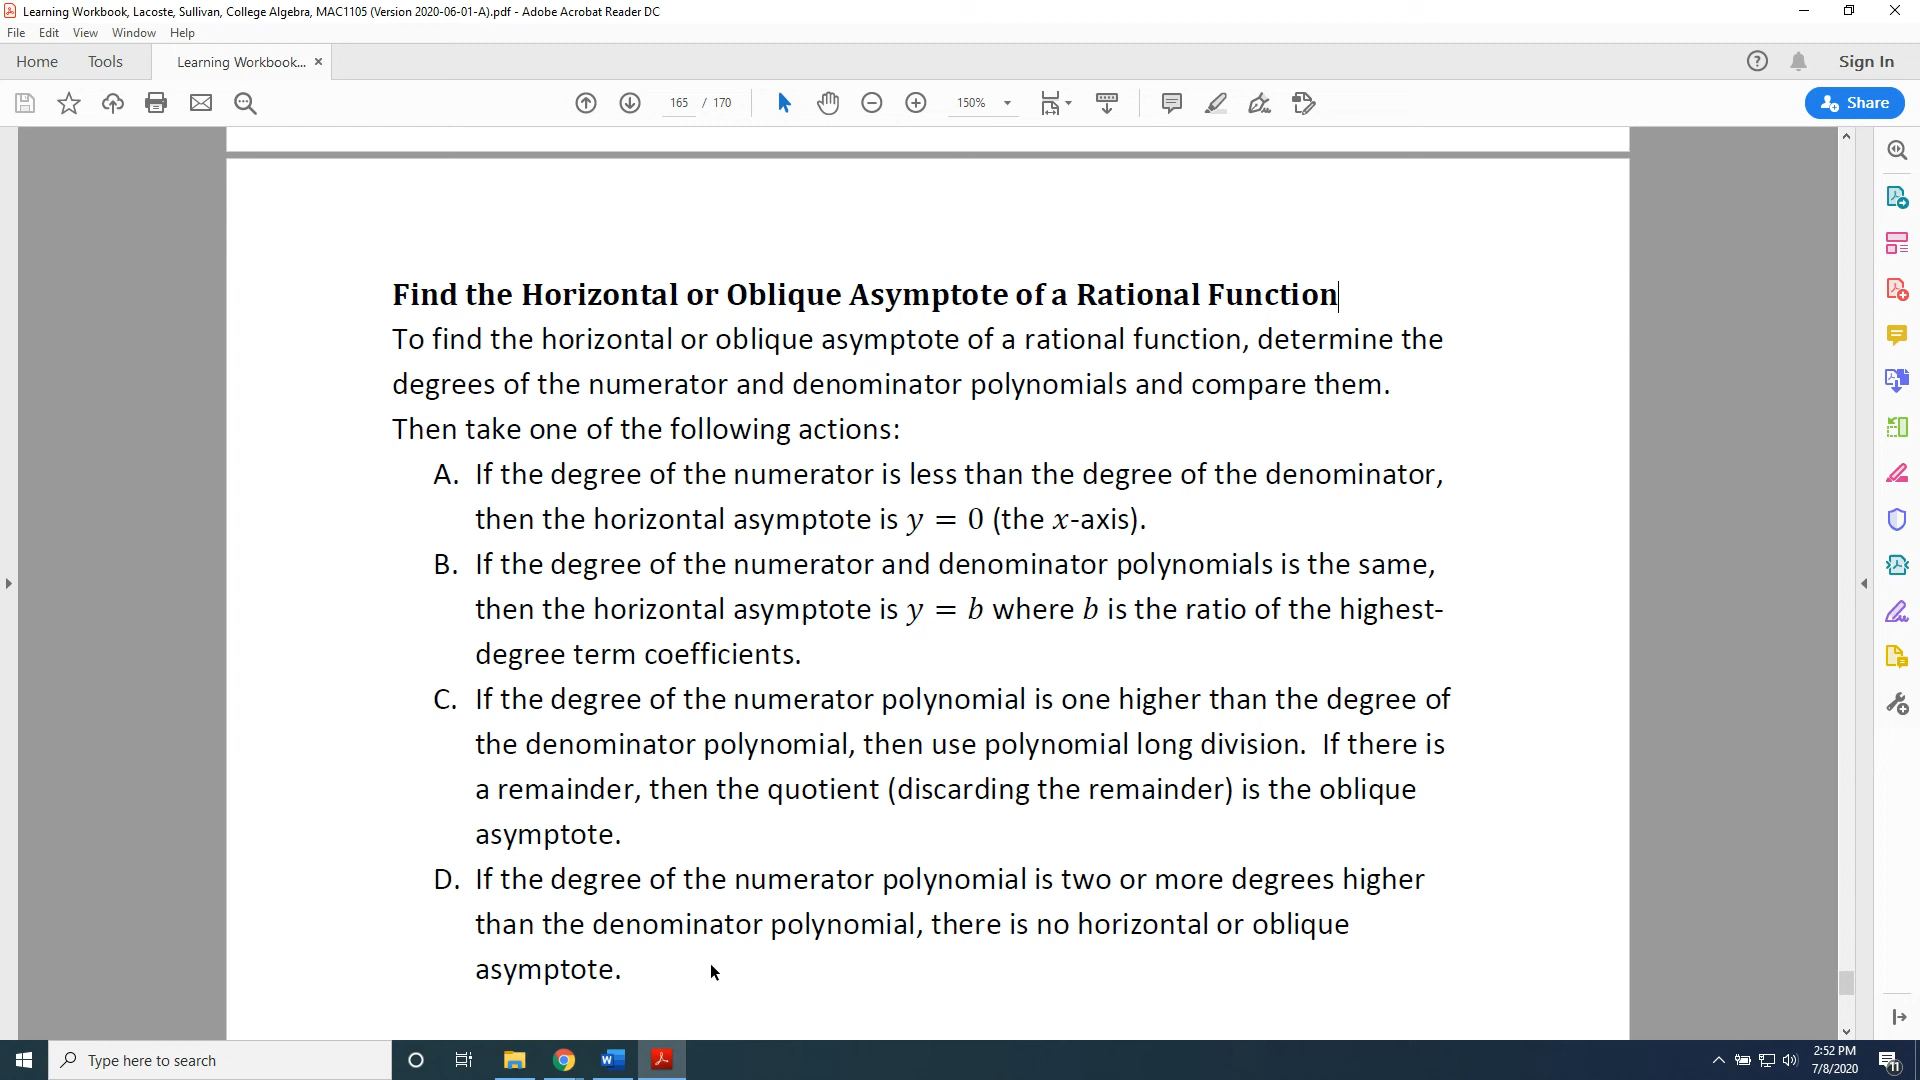 Learning Workbook, Lacoste, Sullivan, College Algebra, MAC1105 (Version 2020-06-01-A).pdf - Adobe Acrobat Reader DC
File Edit View Window Help
Home Tools Learning Workbook... ×
Sign In
165 / 170
150%
Share
Find the Horizontal or Oblique Asymptote of a Rational Function
To find the horizontal or oblique asymptote of a rational function, determine the
degrees of the numerator and denominator polynomials and compare them.
Then take one of the following actions:
A. If the degree of the numerator is less than the degree of the denominator,
then the horizontal asymptote is y = 0 (the x-axis).
B. If the degree of the numerator and denominator polynomials is the same,
then the horizontal asymptote is y = b where b is the ratio of the highest-
degree term coefficients.
C. If the degree of the numerator polynomial is one higher than the degree of
the denominator polynomial, then use polynomial long division.  If there is
a remainder, then the quotient (discarding the remainder) is the oblique
asymptote.
D. If the degree of the numerator polynomial is two or more degrees higher
than the denominator polynomial, there is no horizontal or oblique
asymptote.
Type here to search
2:52 PM
7/8/2020
11